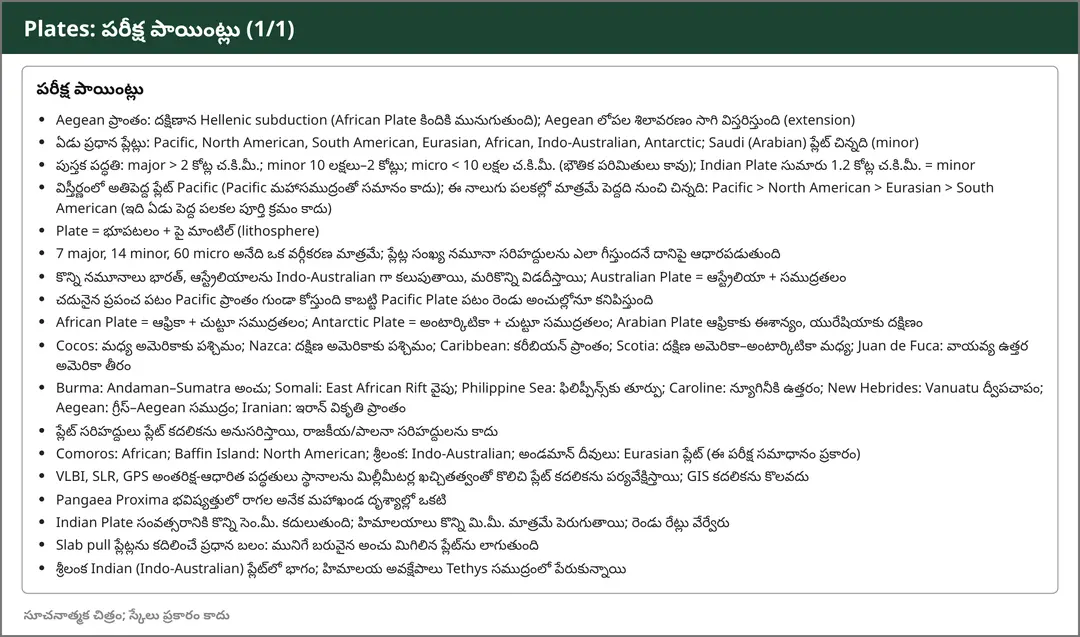 Plates: పరీక్ష పాయింట్లు (1/1)
పరీక్ష పాయింట్లు
• Aegean ప్రాంతం: దక్షిణాన Hellenic subduction (African Plate కిందికి మునుగుతుంది); Aegean లోపల శిలావరణం సాగి విస్తరిస్తుంది (extension)
• ఏడు ప్రధాన ప్లేట్లు: Pacific, North American, South American, Eurasian, African, Indo-Australian, Antarctic; Saudi (Arabian) ప్లేట్ చిన్నది (minor)
• పుస్తక పద్ధతి: major > 2 కోట్ల చ.కి.మీ.; minor 10 లక్షలు–2 కోట్లు; micro < 10 లక్షల చ.కి.మీ. (భౌతిక పరిమితులు కావు); Indian Plate సుమారు 1.2 కోట్ల చ.కి.మీ. = minor
• విస్తీర్ణంలో అతిపెద్ద ప్లేట్ Pacific (Pacific మహాసముద్రంతో సమానం కాదు); ఈ నాలుగు పలకల్లో మాత్రమే పెద్దది నుంచి చిన్నది: Pacific > North American > Eurasian > South
American (ఇది ఏడు పెద్ద పలకల పూర్తి క్రమం కాదు)
• Plate = భూపటలం + పై మాంటిల్ (lithosphere)
• 7 major, 14 minor, 60 micro అనేది ఒక వర్గీకరణ మాత్రమే; ప్లేట్ల సంఖ్య నమూనా సరిహద్దులను ఎలా గీస్తుందనే దానిపై ఆధారపడుతుంది
• కొన్ని నమూనాలు భారత్, ఆస్ట్రేలియాలను Indo-Australian గా కలుపుతాయి, మరికొన్ని విడదీస్తాయి; Australian Plate = ఆస్ట్రేలియా + సముద్రతలం
• చదునైన ప్రపంచ పటం Pacific ప్రాంతం గుండా కోస్తుంది కాబట్టి Pacific Plate పటం రెండు అంచుల్లోనూ కనిపిస్తుంది
• African Plate = ఆఫ్రికా + చుట్టూ సముద్రతలం; Antarctic Plate = అంటార్కిటికా + చుట్టూ సముద్రతలం; Arabian Plate ఆఫ్రికాకు ఈశాన్యం, యురేషియాకు దక్షిణం
• Cocos: మధ్య అమెరికాకు పశ్చిమం; Nazca: దక్షిణ అమెరికాకు పశ్చిమం; Caribbean: కరీబియన్ ప్రాంతం; Scotia: దక్షిణ అమెరికా–అంటార్కిటికా మధ్య; Juan de Fuca: వాయవ్య ఉత్తర
అమెరికా తీరం
• Burma: Andaman–Sumatra అంచు; Somali: East African Rift వైపు; Philippine Sea: ఫిలిప్పీన్స్‌కు తూర్పు; Caroline: న్యూగినీకి ఉత్తరం; New Hebrides: Vanuatu ద్వీపచాపం;
Aegean: గ్రీస్–Aegean సముద్రం; Iranian: ఇరాన్ వికృతి ప్రాంతం
• ప్లేట్ సరిహద్దులు ప్లేట్ కదలికను అనుసరిస్తాయి, రాజకీయ/పాలనా సరిహద్దులను కాదు
• Comoros: African; Baffin Island: North American; శ్రీలంక: Indo-Australian; అండమాన్ దీవులు: Eurasian ప్లేట్ (ఈ పరీక్ష సమాధానం ప్రకారం)
• VLBI, SLR, GPS అంతరిక్ష-ఆధారిత పద్ధతులు స్థానాలను మిల్లీమీటర్ల ఖచ్చితత్వంతో కొలిచి ప్లేట్ కదలికను పర్యవేక్షిస్తాయి; GIS కదలికను కొలవదు
• Pangaea Proxima భవిష్యత్తులో రాగల అనేక మహాఖండ దృశ్యాల్లో ఒకటి
• Indian Plate సంవత్సరానికి కొన్ని సెం.మీ. కదులుతుంది; హిమాలయాలు కొన్ని మి.మీ. మాత్రమే పెరుగుతాయి; రెండు రేట్లు వేర్వేరు
• Slab pull ప్లేట్లను కదిలించే ప్రధాన బలం: మునిగే బరువైన అంచు మిగిలిన ప్లేట్‌ను లాగుతుంది
• శ్రీలంక Indian (Indo-Australian) ప్లేట్‌లో భాగం; హిమాలయ అవక్షేపాలు Tethys సముద్రంలో పేరుకున్నాయి
సూచనాత్మక చిత్రం; స్కేలు ప్రకారం కాదు